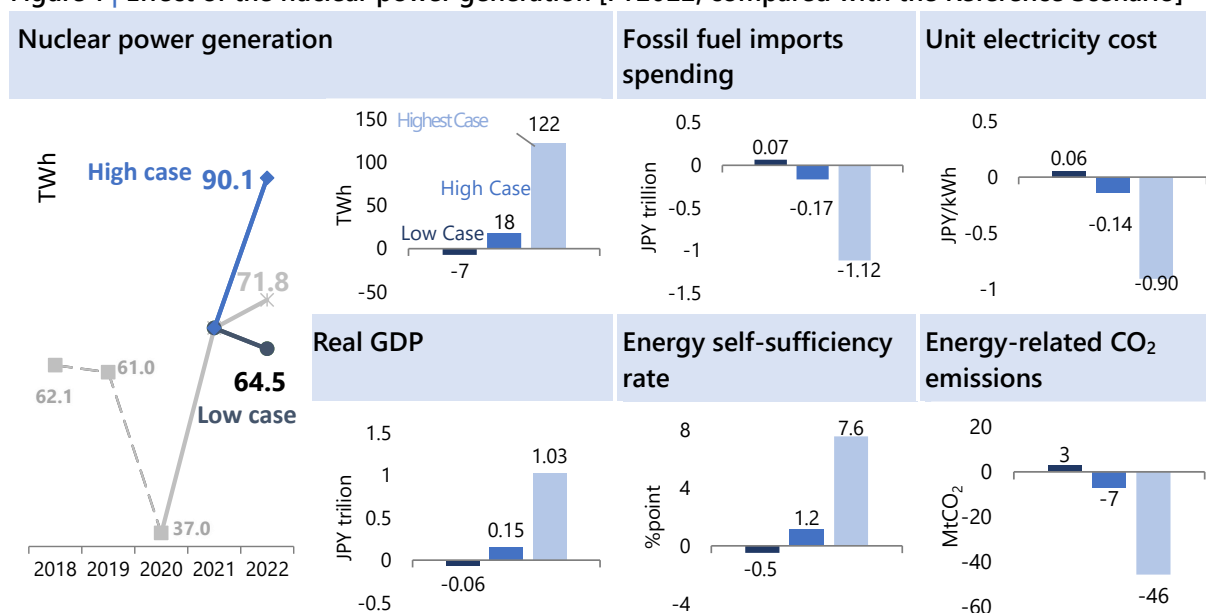 Nuclear power generation
Fossil fuel imports
spending
Unit electricity cost
TWh
High case
90.1
71.8
62.1
61.0
37.0
64.5
Low case
2018 2019 2020 2021 2022
150
100
50
0
-50
TWh
Highest Case
High Case
Low Case
122
18
-7
0.5
0
-0.5
-1
-1.5
JPY trillion
0.07
-0.17
-1.12
0.5
0
-0.5
-1
JPY/kWh
0.06
-0.14
-0.90
Real GDP
Energy self-sufficiency
rate
Energy-related CO₂
emissions
1.5
1
0.5
0
-0.5
JPY trilion
1.03
0.15
-0.06
8
4
0
-4
%point
7.6
1.2
-0.5
20
0
-20
-40
-60
MtCO₂
3
-7
-46